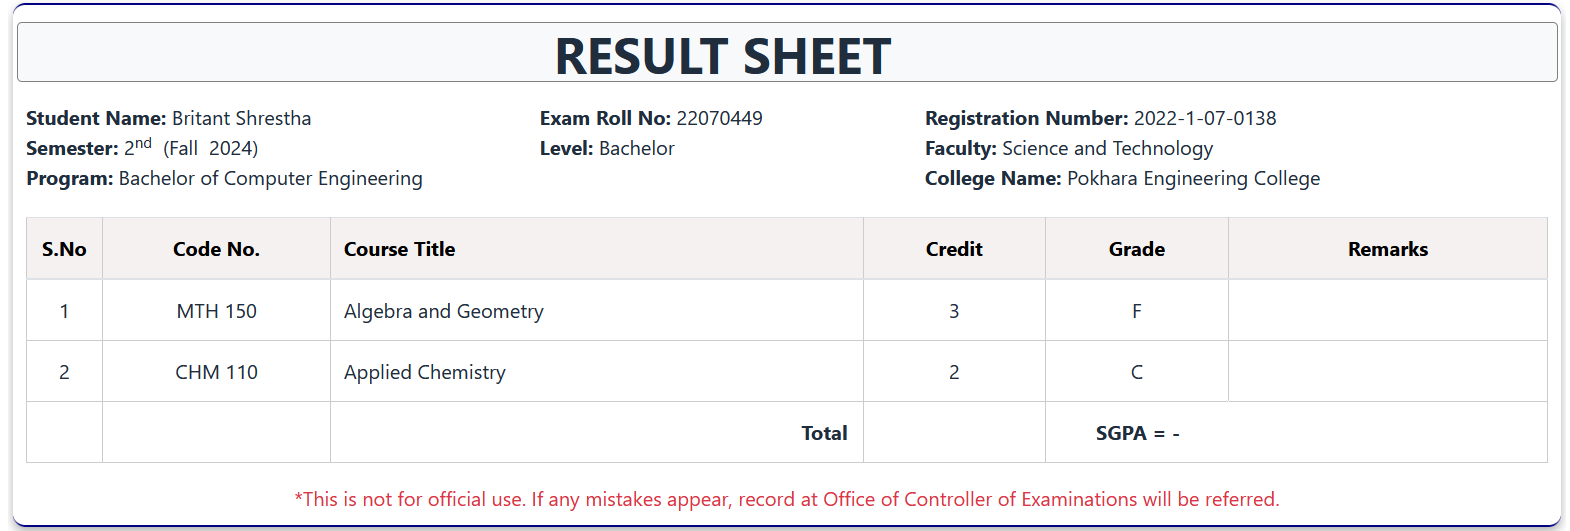 RESULT SHEET
Student Name: Britant Shrestha Exam Roll No: 22070449 Registration Number: 2022-1-07-0138
Semester: 2nd (Fall 2024) Level: Bachelor Faculty: Science and Technology
Program: Bachelor of Computer Engineering College Name: Pokhara Engineering College
S.No Code No. Course Title Credit Grade Remarks
1 MTH 150 Algebra and Geometry 3 F
2 CHM 110 Applied Chemistry 2 C
Total SGPA = -
*This is not for official use. If any mistakes appear, record at Office of Controller of Examinations will be referred.